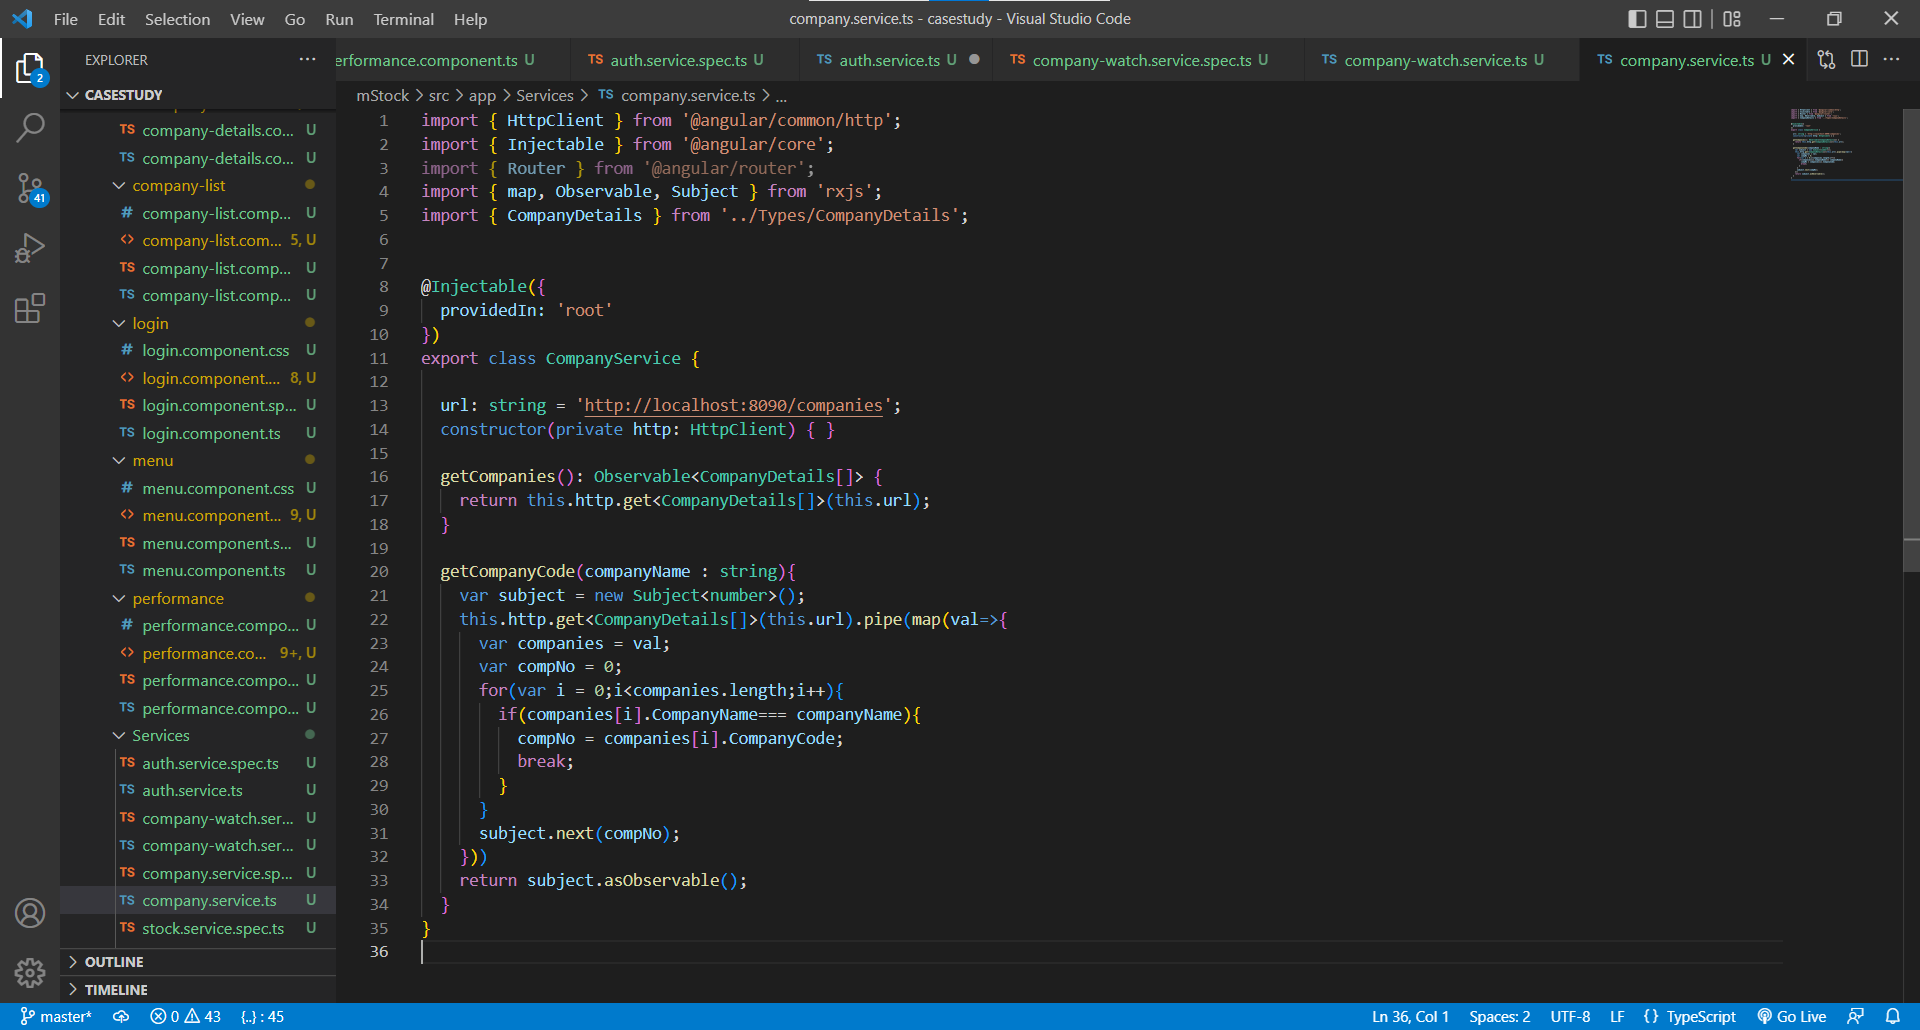 File Edit Selection View Go Run Terminal Help
company.service.ts - casestudy - Visual Studio Code
EXPLORER
erformance.component.ts U
TS auth.service.spec.ts U
TS auth.service.ts U
TS company-watch.service.spec.ts U
TS company-watch.service.ts U
TS company.service.ts U
2
41
CASESTUDY
TS company-details.co... U
TS company-details.co... U
company-list
# company-list.comp... U
<> company-list.com... 5, U
TS company-list.comp... U
TS company-list.comp... U
login
# login.component.css U
<> login.component.... 8, U
TS login.component.sp... U
TS login.component.ts U
menu
# menu.component.css U
<> menu.component... 9, U
TS menu.component.s... U
TS menu.component.ts U
performance
# performance.compo... U
<> performance.co... 9+, U
TS performance.compo... U
TS performance.compo... U
Services
TS auth.service.spec.ts U
TS auth.service.ts U
TS company-watch.ser... U
TS company-watch.ser... U
TS company.service.sp... U
TS company.service.ts U
TS stock.service.spec.ts U
OUTLINE
TIMELINE
mStock > src > app > Services > TS company.service.ts > ...
1 import { HttpClient } from '@angular/common/http';
2 import { Injectable } from '@angular/core';
3 import { Router } from '@angular/router';
4 import { map, Observable, Subject } from 'rxjs';
5 import { CompanyDetails } from '../Types/CompanyDetails';
6
7
8 @Injectable({
9 providedIn: 'root'
10 })
11 export class CompanyService {
12
13 url: string = 'http://localhost:8090/companies';
14 constructor(private http: HttpClient) { }
15
16 getCompanies(): Observable<CompanyDetails[]> {
17 return this.http.get<CompanyDetails[]>(this.url);
18 }
19
20 getCompanyCode(companyName : string){
21 var subject = new Subject<number>();
22 this.http.get<CompanyDetails[]>(this.url).pipe(map(val=>{
23 var companies = val;
24 var compNo = 0;
25 for(var i = 0;i<companies.length;i++){
26 if(companies[i].CompanyName=== companyName){
27 compNo = companies[i].CompanyCode;
28 break;
29 }
30 }
31 subject.next(compNo);
32 }))
33 return subject.asObservable();
34 }
35 }
36
master* 0 43 {..} : 45
Ln 36, Col 1 Spaces: 2 UTF-8 LF {} TypeScript Go Live